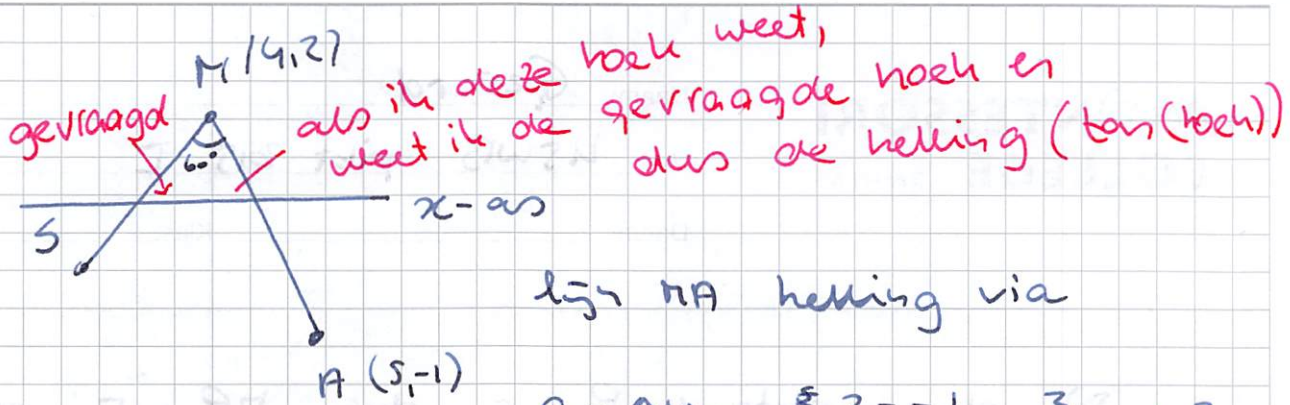 M (4,2)
gevraagd
als ik deze hoek weet,
weet ik de gevraagde hoek en
dus de helling (tan(hoek))
60°
x-as
S
lijn MA helling via
A (5,-1)